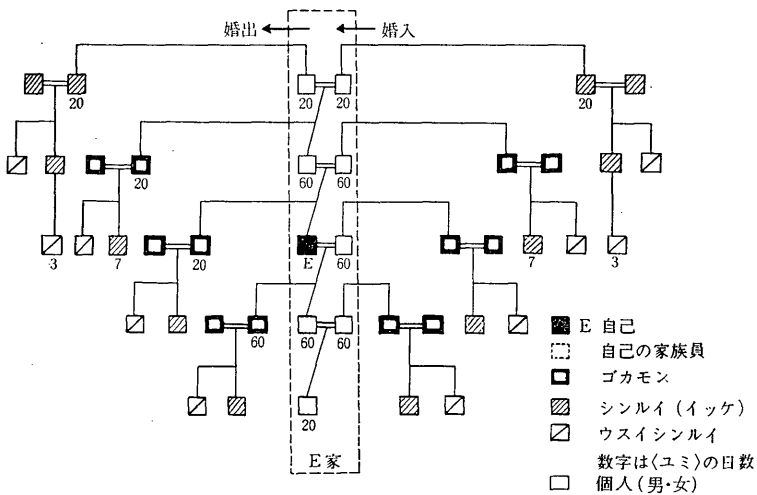 婚出 婚入
20 20 20 20
20 60 60
7 20 E 60 7
3 3
60 60 60
20
E家
E 自己
自己の家族員
ゴカモン
シンルイ(イッケ)
ウスイシンルイ
数字は〈ユミ〉の日数
個人(男・女)